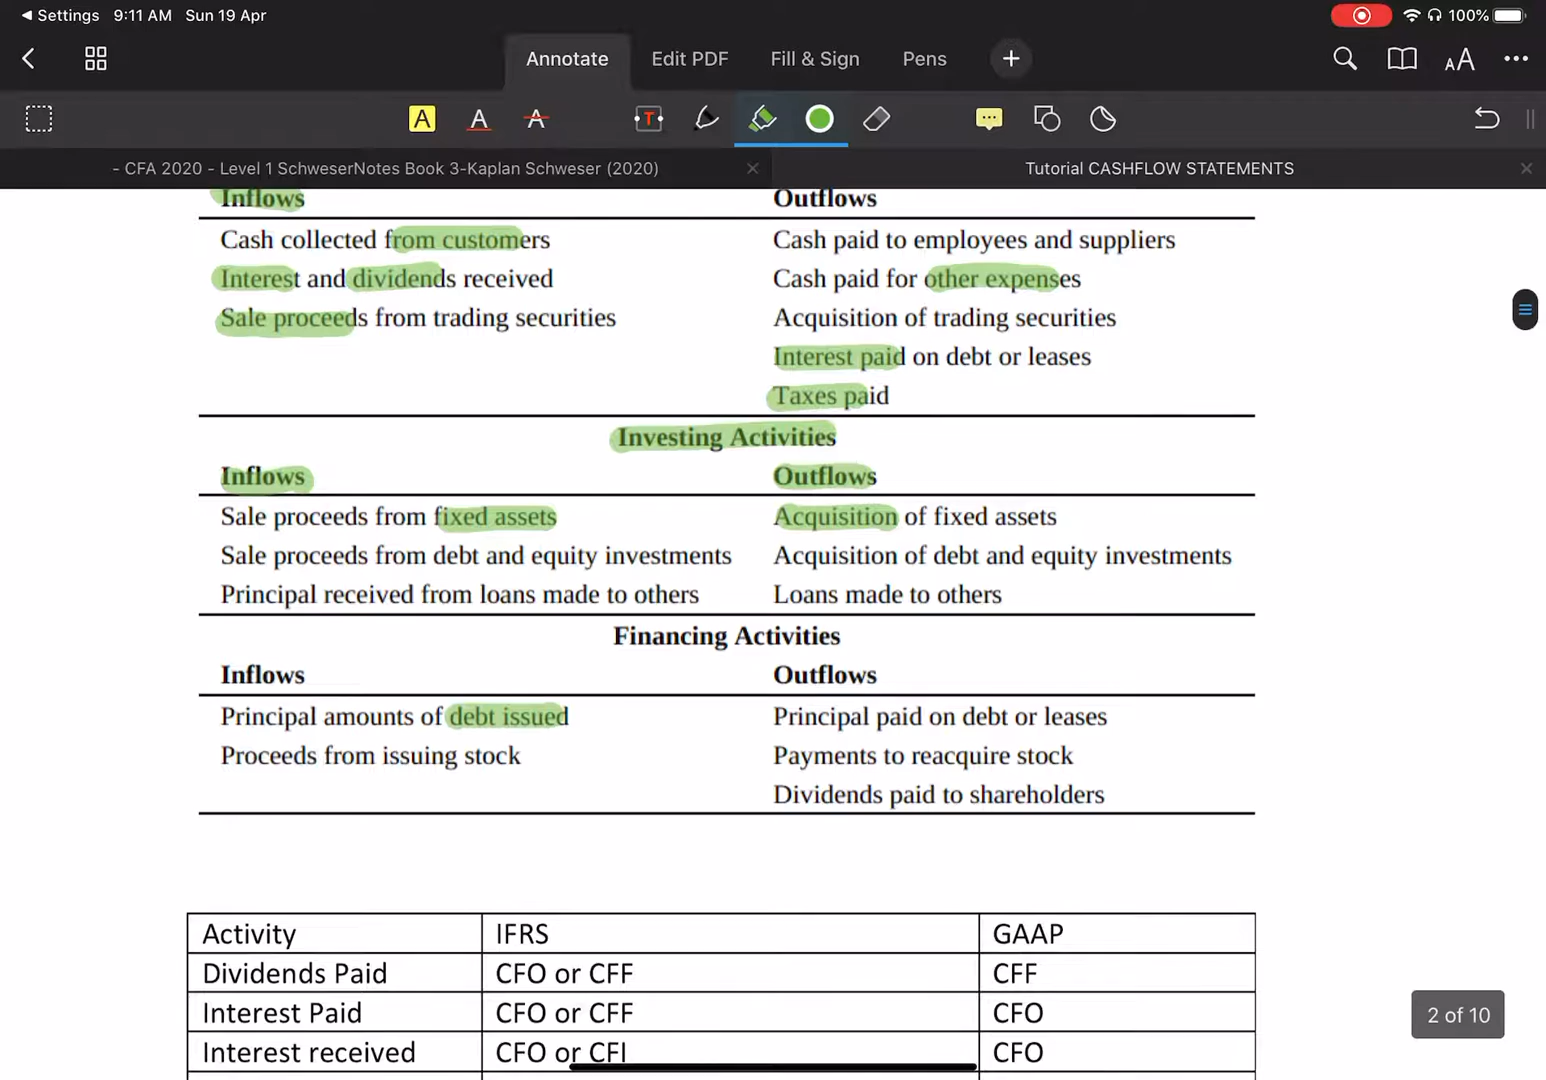 Settings 9:11 AM Sun 19 Apr 100%
Annotate Edit PDF Fill & Sign Pens
A A A T AA
- CFA 2020 - Level 1 SchweserNotes Book 3-Kaplan Schweser (2020) Tutorial CASHFLOW STATEMENTS
Inflows Outflows
Cash collected from customers Cash paid to employees and suppliers
Interest and dividends received Cash paid for other expenses
Sale proceeds from trading securities Acquisition of trading securities
Interest paid on debt or leases
Taxes paid
Investing Activities
Inflows Outflows
Sale proceeds from fixed assets Acquisition of fixed assets
Sale proceeds from debt and equity investments Acquisition of debt and equity investments
Principal received from loans made to others Loans made to others
Financing Activities
Inflows Outflows
Principal amounts of debt issued Principal paid on debt or leases
Proceeds from issuing stock Payments to reacquire stock
Dividends paid to shareholders
Activity IFRS GAAP
Dividends Paid CFO or CFF CFF
Interest Paid CFO or CFF CFO
Interest received CFO or CFI CFO
2 of 10